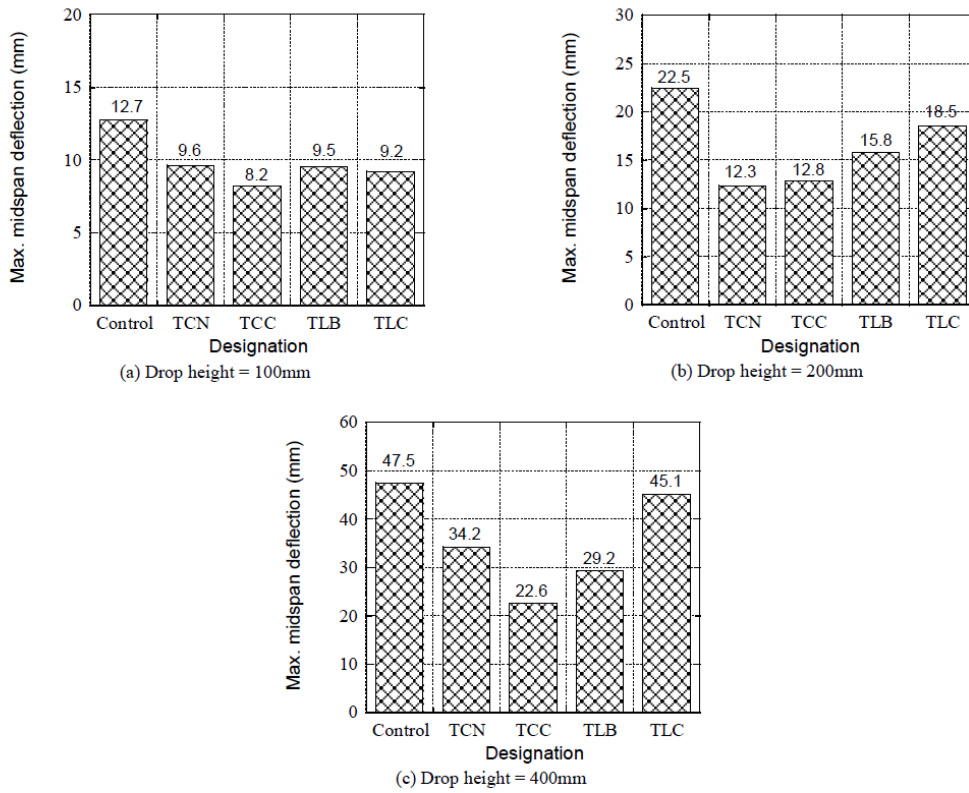 Max. midspan deflection (mm)
20
15
10
5
0
12.7
9.6
8.2
9.5
9.2
Control TCN TCC TLB TLC
Designation
(a) Drop height = 100mm
Max. midspan deflection (mm)
30
25
20
15
10
5
0
22.5
12.3
12.8
15.8
18.5
Control TCN TCC TLB TLC
Designation
(b) Drop height = 200mm
Max. midspan deflection (mm)
60
50
40
30
20
10
0
47.5
34.2
22.6
29.2
45.1
Control TCN TCC TLB TLC
Designation
(c) Drop height = 400mm